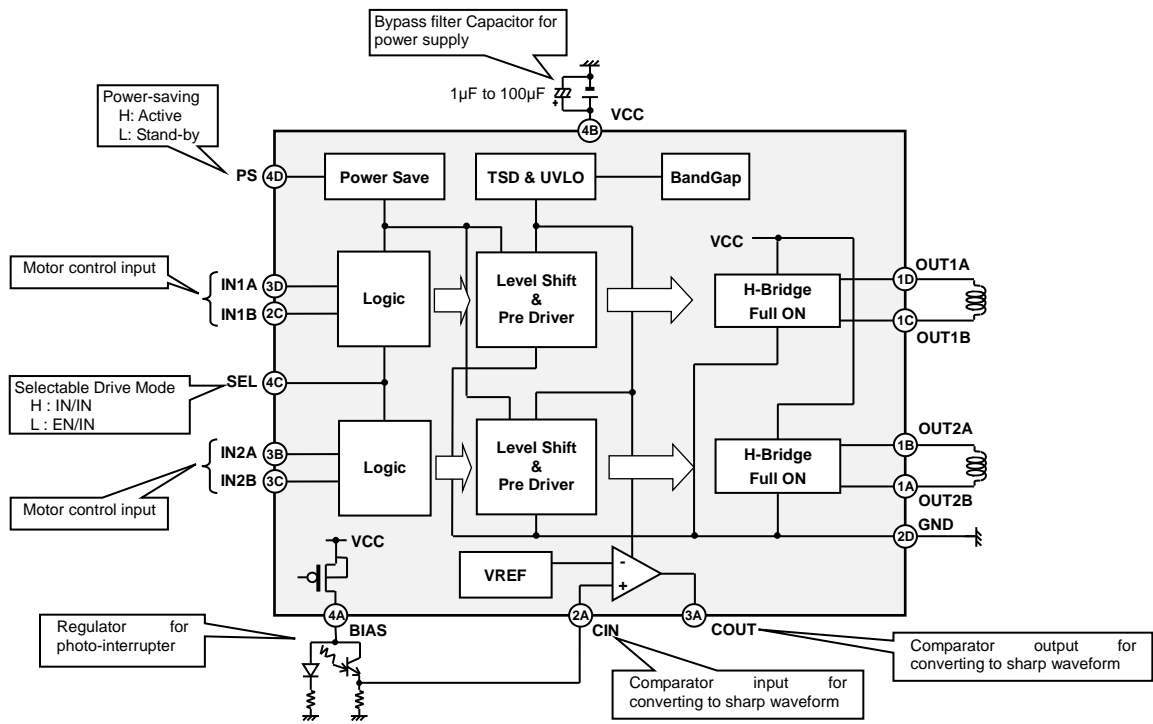 Bypass filter Capacitor for
power supply
1µF to 100µF
+
VCC
4B
Power-saving
H: Active
L: Stand-by
PS
4D
Power Save
TSD & UVLO
BandGap
VCC
Motor control input
IN1A
3D
IN1B
2C
Logic
Level Shift
&
Pre Driver
H-Bridge
Full ON
OUT1A
1D
1C
OUT1B
Selectable Drive Mode
H : IN/IN
L : EN/IN
SEL
4C
IN2A
3B
IN2B
3C
Motor control input
Logic
Level Shift
&
Pre Driver
H-Bridge
Full ON
OUT2A
1B
1A
OUT2B
GND
2D
VCC
VREF
-
+
4A
BIAS
2A
CIN
3A
COUT
Regulator for
photo-interrupter
Comparator input for
converting to sharp waveform
Comparator output for
converting to sharp waveform